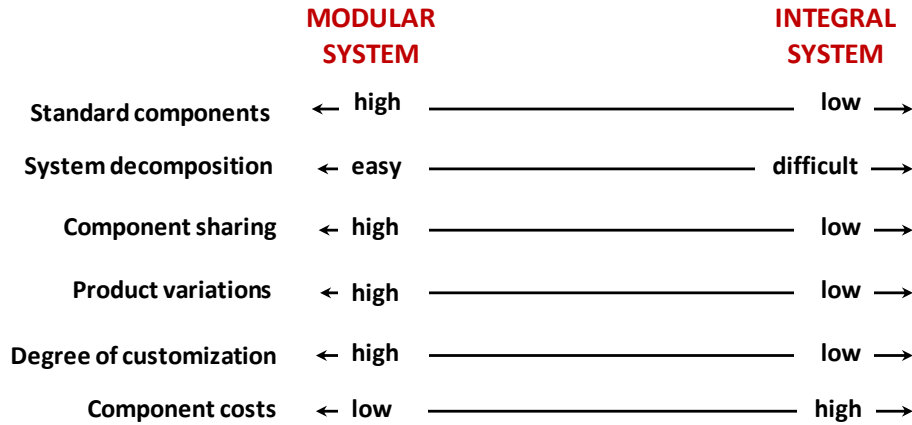 MODULAR SYSTEM
INTEGRAL SYSTEM
Standard components high low
System decomposition easy difficult
Component sharing high low
Product variations high low
Degree of customization high low
Component costs low high